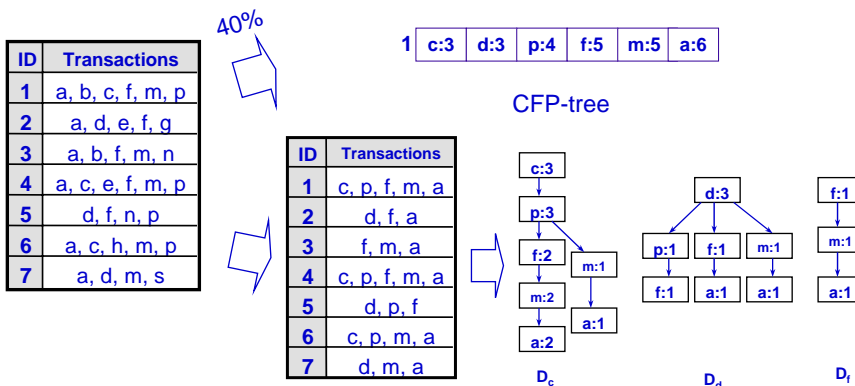 40%
ID Transactions
1 a, b, c, f, m, p
2 a, d, e, f, g
3 a, b, f, m, n
4 a, c, e, f, m, p
5 d, f, n, p
6 a, c, h, m, p
7 a, d, m, s
1 c:3 d:3 p:4 f:5 m:5 a:6
CFP-tree
ID Transactions
1 c, p, f, m, a
2 d, f, a
3 f, m, a
4 c, p, f, m, a
5 d, p, f
6 c, p, m, a
7 d, m, a
c:3
p:3
f:2
m:1
m:2
a:1
a:2
Dc
d:3
p:1 f:1 m:1
f:1 a:1 a:1
Dd
f:1
m:1
a:1
Df